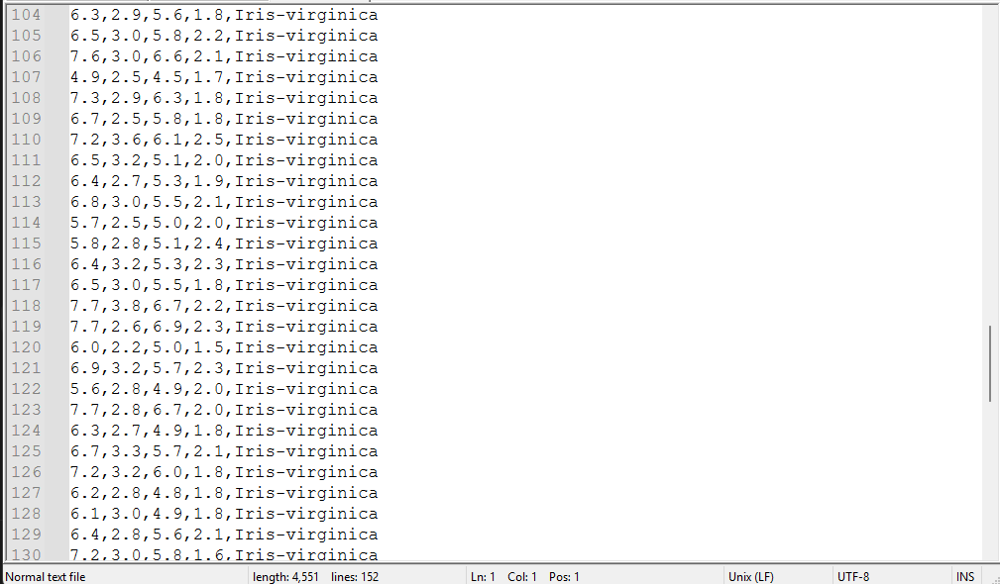 104 6.3,2.9,5.6,1.8,Iris-virginica
105 6.5,3.0,5.8,2.2,Iris-virginica
106 7.6,3.0,6.6,2.1,Iris-virginica
107 4.9,2.5,4.5,1.7,Iris-virginica
108 7.3,2.9,6.3,1.8,Iris-virginica
109 6.7,2.5,5.8,1.8,Iris-virginica
110 7.2,3.6,6.1,2.5,Iris-virginica
111 6.5,3.2,5.1,2.0,Iris-virginica
112 6.4,2.7,5.3,1.9,Iris-virginica
113 6.8,3.0,5.5,2.1,Iris-virginica
114 5.7,2.5,5.0,2.0,Iris-virginica
115 5.8,2.8,5.1,2.4,Iris-virginica
116 6.4,3.2,5.3,2.3,Iris-virginica
117 6.5,3.0,5.5,1.8,Iris-virginica
118 7.7,3.8,6.7,2.2,Iris-virginica
119 7.7,2.6,6.9,2.3,Iris-virginica
120 6.0,2.2,5.0,1.5,Iris-virginica
121 6.9,3.2,5.7,2.3,Iris-virginica
122 5.6,2.8,4.9,2.0,Iris-virginica
123 7.7,2.8,6.7,2.0,Iris-virginica
124 6.3,2.7,4.9,1.8,Iris-virginica
125 6.7,3.3,5.7,2.1,Iris-virginica
126 7.2,3.2,6.0,1.8,Iris-virginica
127 6.2,2.8,4.8,1.8,Iris-virginica
128 6.1,3.0,4.9,1.8,Iris-virginica
129 6.4,2.8,5.6,2.1,Iris-virginica
130 7.2,3.0,5.8,1.6,Iris-virginica
Normal text file length: 4,551 lines: 152 Ln: 1 Col: 1 Pos: 1 Unix (LF) UTF-8 INS